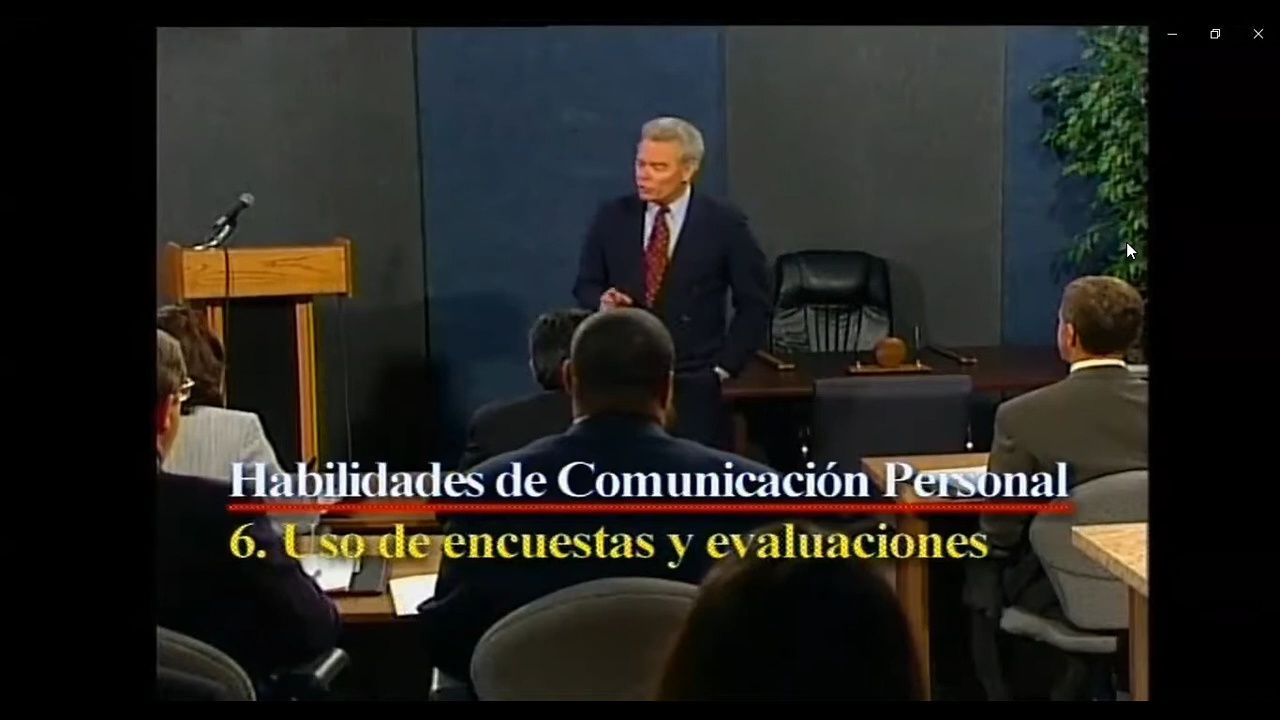 Habilidades de Comunicación Personal
6. Uso de encuestas y evaluaciones